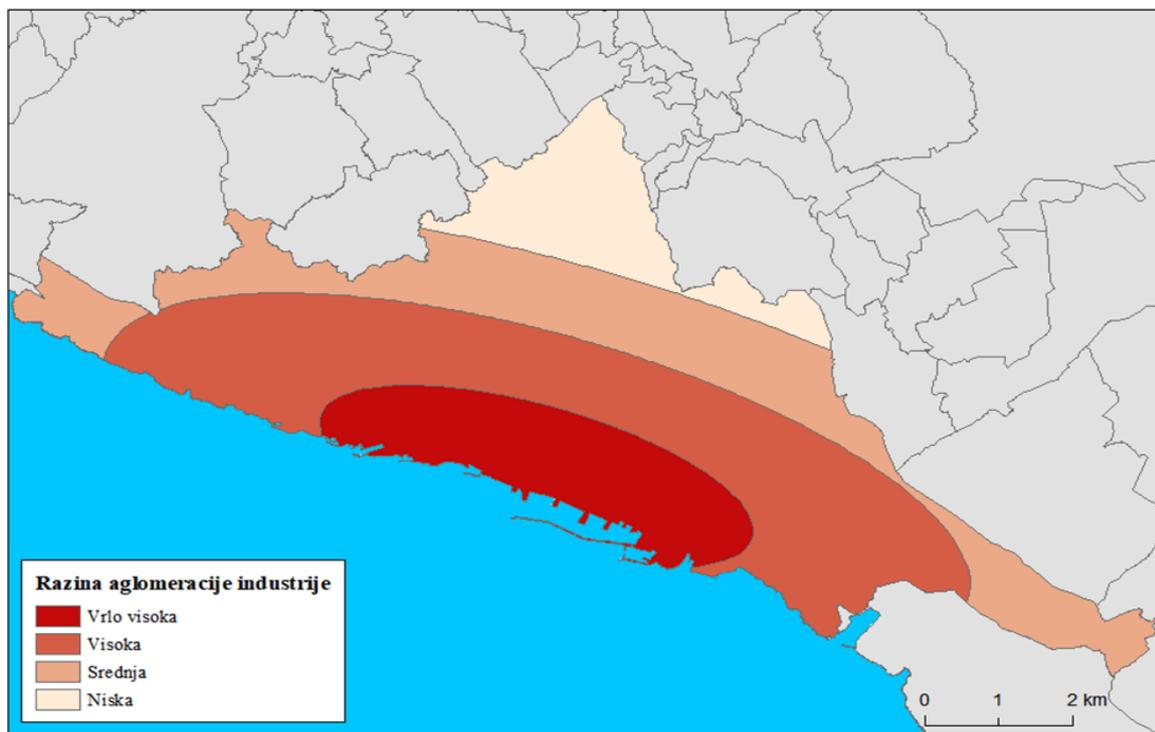 Razina aglomeracije industrije
Vrlo visoka
Visoka
Srednja
Niska
0 1 2 km